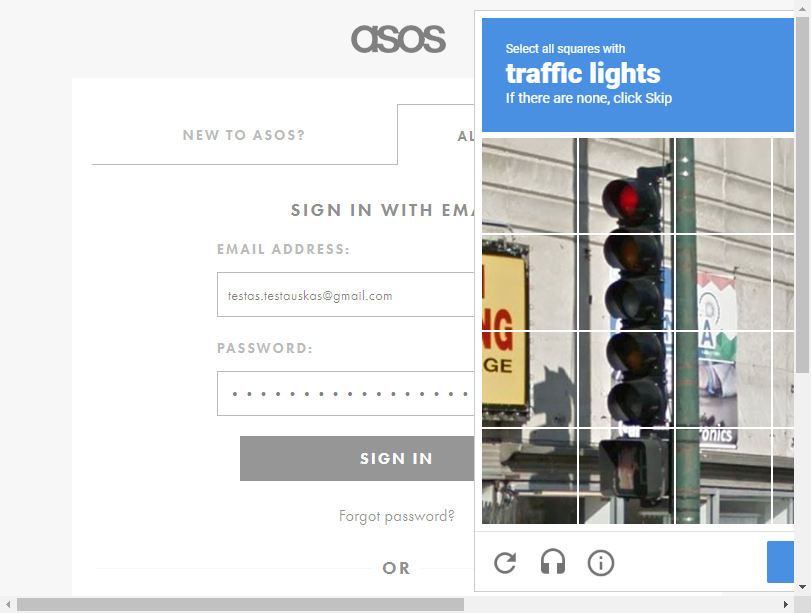 asos
NEW TO ASOS?
AL
SIGN IN WITH EMA
EMAIL ADDRESS:
testas.testauskas@gmail.com
PASSWORD:
SIGN IN
Forgot password?
OR
Select all squares with
traffic lights
If there are none, click Skip
NG
GE
A
onics